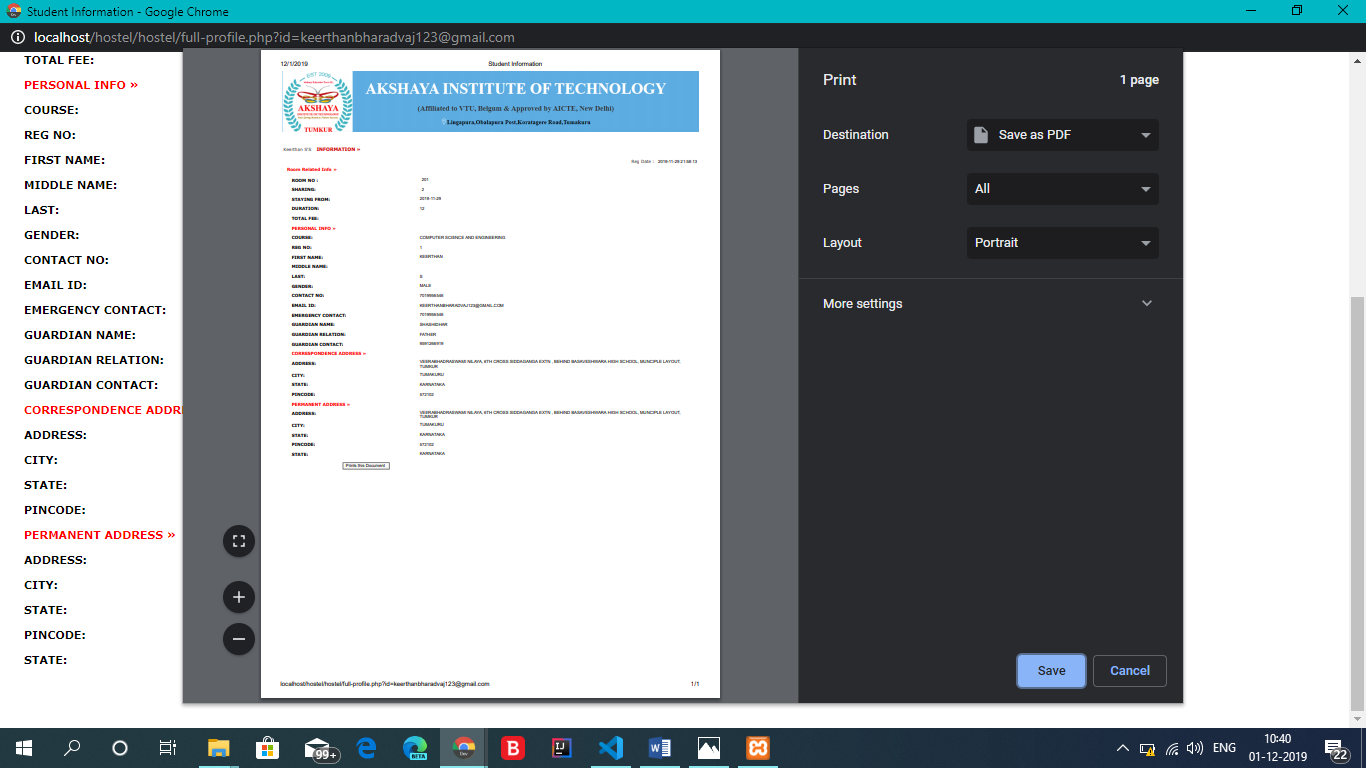 Student Information - Google Chrome
localhost/hostel/hostel/full-profile.php?id=keerthanbharadvaj123@gmail.com
TOTAL FEE:
PERSONAL INFO »
COURSE:
REG NO:
FIRST NAME:
MIDDLE NAME:
LAST:
GENDER:
CONTACT NO:
EMAIL ID:
EMERGENCY CONTACT:
GUARDIAN NAME:
GUARDIAN RELATION:
GUARDIAN CONTACT:
CORRESPONDENCE ADDR
ADDRESS:
CITY:
STATE:
PINCODE:
PERMANENT ADDRESS »
ADDRESS:
CITY:
STATE:
PINCODE:
STATE:
12/1/2019 Student Information
EST 2009
AKSHAYA
INSTITUTE OF TECHNOLOGY
TUMKUR
AKSHAYA INSTITUTE OF TECHNOLOGY
(Affiliated to VTU, Belgum & Approved by AICTE, New Delhi)
Lingapura,Obulapura Post,Koratagere Road,Tumakuru
Keerthan S'S INFORMATION »
Reg Date : 2019-11-29 21:58:13
Room Related Info »
ROOM NO : 201
SHARING: 2
STAYING FROM: 2019-11-29
DURATION: 12
TOTAL FEE:
PERSONAL INFO »
COURSE: COMPUTER SCIENCE AND ENGINEERING
REG NO: 1
FIRST NAME: KEERTHAN
MIDDLE NAME:
LAST: S
GENDER: MALE
CONTACT NO:
EMAIL ID: KEERTHANBHARADVAJ123@GMAIL.COM
EMERGENCY CONTACT:
GUARDIAN NAME: SHASHIDHAR
GUARDIAN RELATION: FATHER
GUARDIAN CONTACT:
CORRESPONDENCE ADDRESS »
ADDRESS: VEERABHADRASWAMI NILAYA, 6TH CROSS SIDDAGANGA EXTN , BEHIND BASAVESHWARA HIGH SCHOOL, MUNCIPLE LAYOUT,
TUMKUR
CITY: TUMAKURU
STATE: KARNATAKA
PINCODE: 572102
PERMANENT ADDRESS »
ADDRESS: VEERABHADRASWAMI NILAYA, 6TH CROSS SIDDAGANGA EXTN , BEHIND BASAVESHWARA HIGH SCHOOL, MUNCIPLE LAYOUT,
TUMKUR
CITY: TUMAKURU
STATE: KARNATAKA
PINCODE: 572102
STATE: KARNATAKA
Prints this Document
localhost/hostel/hostel/full-profile.php?id=keerthanbharadvaj123@gmail.com 1/1
Print 1 page
Destination Save as PDF
Pages All
Layout Portrait
More settings
Save Cancel
99+
BETA
Dev
B
IJ
ENG
10:40
01-12-2019
22